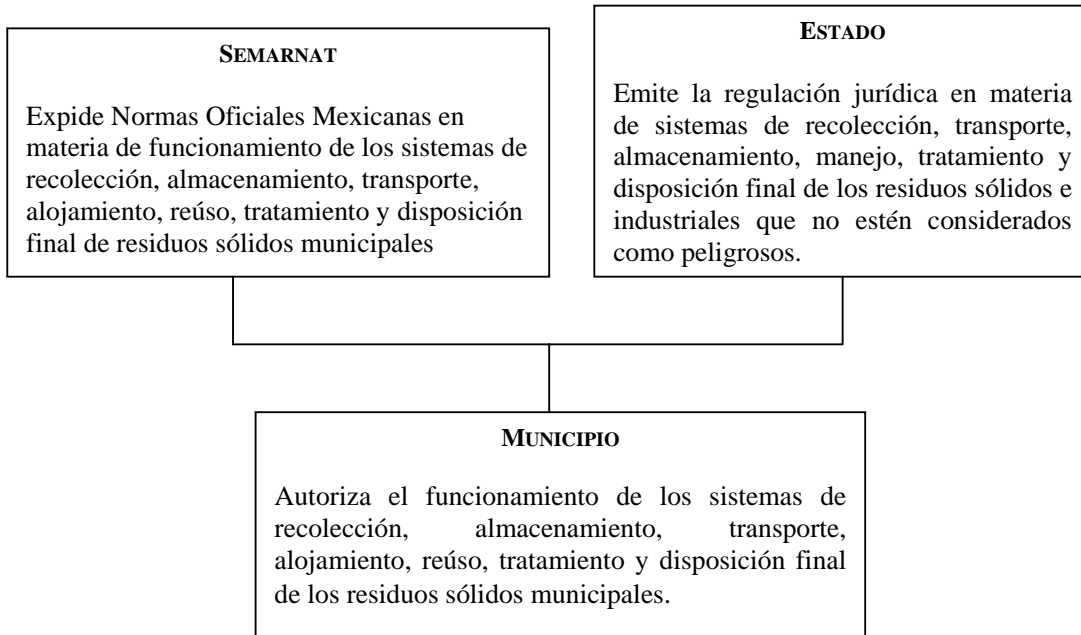 SEMARNAT
Expide Normas Oficiales Mexicanas en
materia de funcionamiento de los sistemas de
recolección, almacenamiento, transporte,
alojamiento, reúso, tratamiento y disposición
final de residuos sólidos municipales
ESTADO
Emite la regulación jurídica en materia
de sistemas de recolección, transporte,
almacenamiento, manejo, tratamiento y
disposición final de los residuos sólidos e
industriales que no estén considerados
como peligrosos.
MUNICIPIO
Autoriza el funcionamiento de los sistemas de
recolección, almacenamiento, transporte,
alojamiento, reúso, tratamiento y disposición final
de los residuos sólidos municipales.